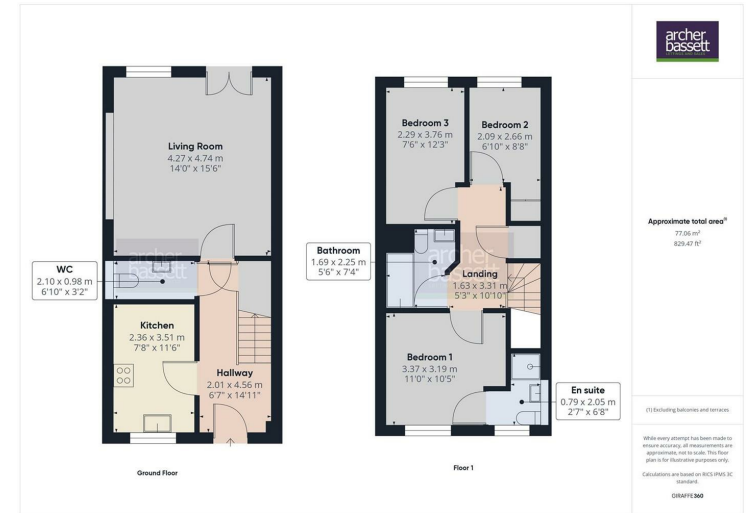 Living Room
4.27 x 4.74 m
14'0" x 15'6"
archer
bassett
WC
2.10 x 0.98 m
6'10" x 3'2"
Kitchen
2.36 x 3.51 m
7'8" x 11'6"
Hallway
2.01 x 4.56 m
6'7" x 14'11"
Ground Floor
Bedroom 3
2.29 x 3.76 m
7'6" x 12'3"
Bedroom 2
2.09 x 2.66 m
6'10" x 8'8"
Bathroom
1.69 x 2.25 m
5'6" x 7'4"
archer
bassett
Landing
1.63 x 3.31 m
5'3" x 10'10"
Bedroom 1
3.37 x 3.19 m
11'0" x 10'5"
En suite
0.79 x 2.05 m
2'7" x 6'8"
Floor 1
archer
bassett
Approximate total area(1)
77.06 m²
829.47 ft²
(1) Excluding balconies and terraces
While every attempt has been made to
ensure accuracy, all measurements are
approximate, not to scale. This floor
plan is for illustrative purposes only.
Calculations are based on RICS IPMS 3C
standard.
GIRAFFE360